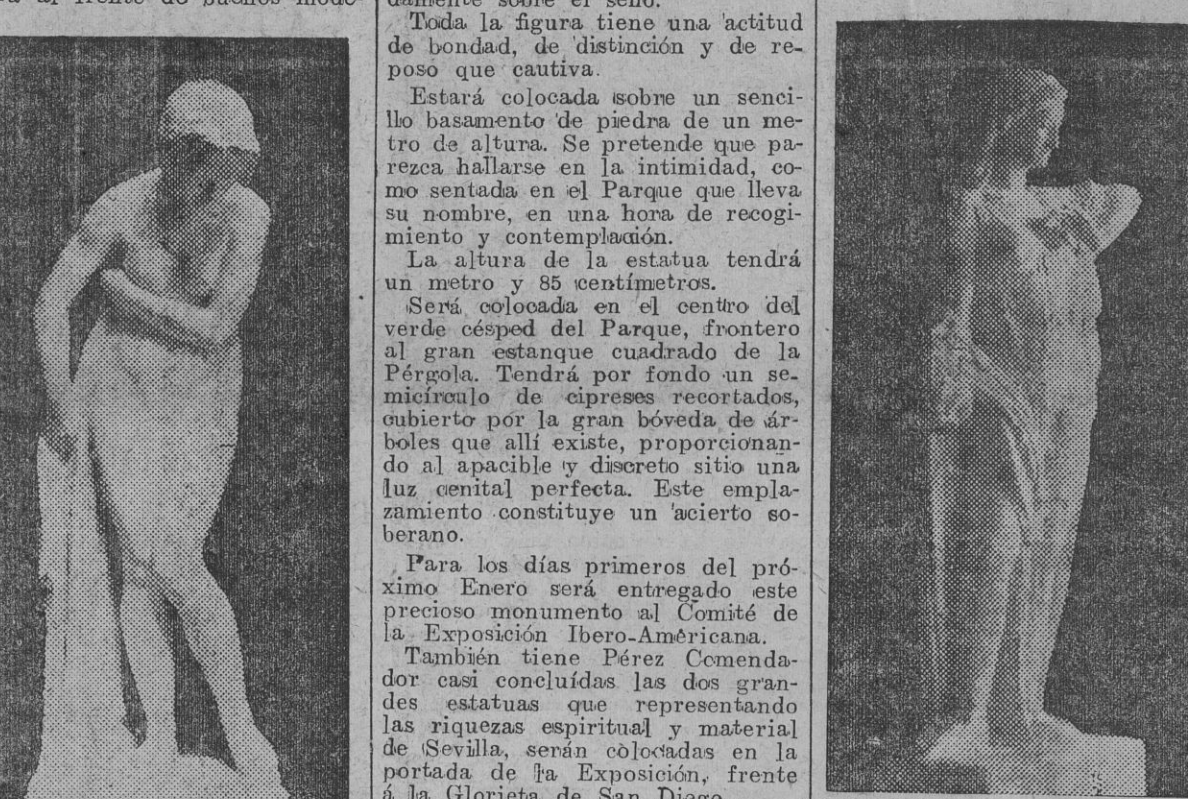 al frente de buenos mode-
damente sobre el seno.
Toda la figura tiene una actitud
de bondad, de distinción y de re-
poso que cautiva.
Estará colocada sobre un senci-
llo basamento de piedra de un me-
tro de altura. Se pretende que pa-
rezca hallarse en la intimidad, co-
mo sentada en el Parque que lleva
su nombre, en una hora de recogi-
miento y contemplación.
La altura de la estatua tendrá
un metro y 85 centímetros.
Será colocada en el centro del
verde césped del Parque, frontero
al gran estanque cuadrado de la
Pérgola. Tendrá por fondo un se-
micírculo de cipreses recortados,
cubierto por la gran bóveda de ár-
boles que allí existe, proporcionan-
do al apacible y discreto sitio una
luz cenital perfecta. Este empla-
zamiento constituye un acierto so-
berano.
Para los días primeros del pró-
ximo Enero será entregado este
precioso monumento al Comité de
la Exposición Ibero-Américana.
También tiene Pérez Comenda-
dor casi concluídas las dos gran-
des estatuas que representando
las riquezas espiritual y material
de Sevilla, serán colocadas en la
portada de la Exposición, frente
á la Glorieta de San Diego.